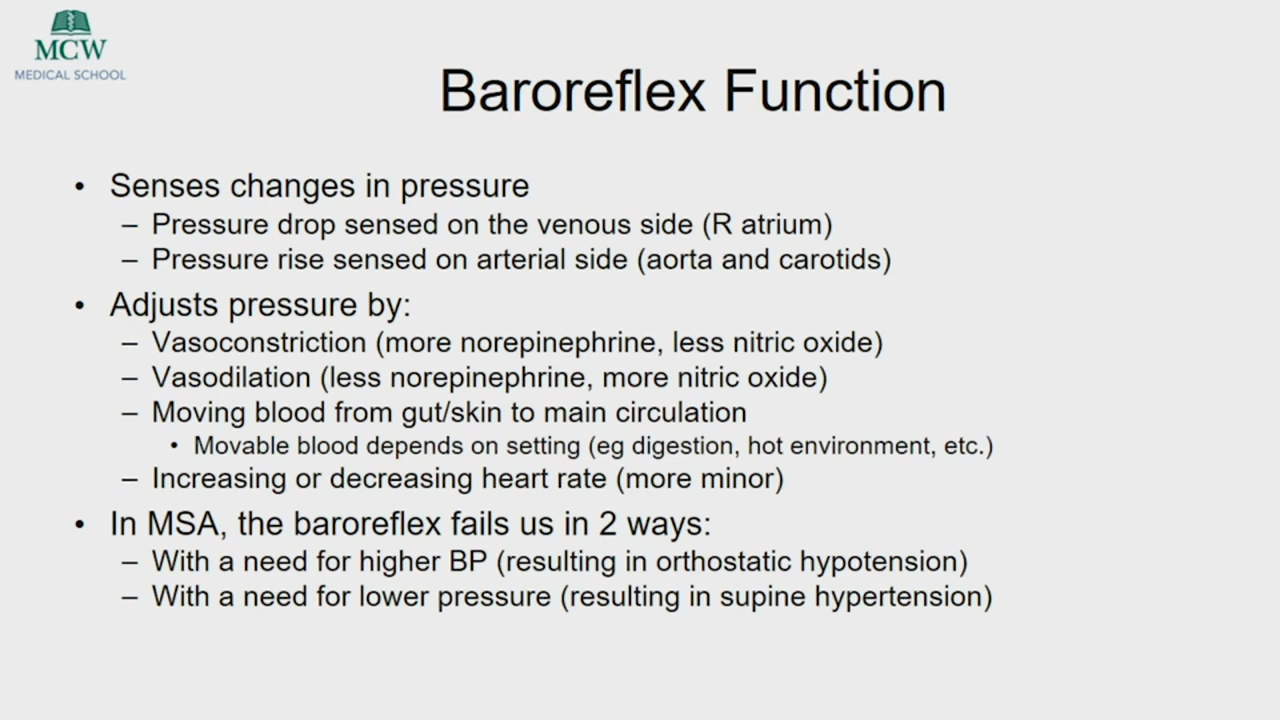 MCW
MEDICAL SCHOOL
Baroreflex Function
• Senses changes in pressure
– Pressure drop sensed on the venous side (R atrium)
– Pressure rise sensed on arterial side (aorta and carotids)
• Adjusts pressure by:
– Vasoconstriction (more norepinephrine, less nitric oxide)
– Vasodilation (less norepinephrine, more nitric oxide)
– Moving blood from gut/skin to main circulation
• Movable blood depends on setting (eg digestion, hot environment, etc.)
– Increasing or decreasing heart rate (more minor)
• In MSA, the baroreflex fails us in 2 ways:
– With a need for higher BP (resulting in orthostatic hypotension)
– With a need for lower pressure (resulting in supine hypertension)